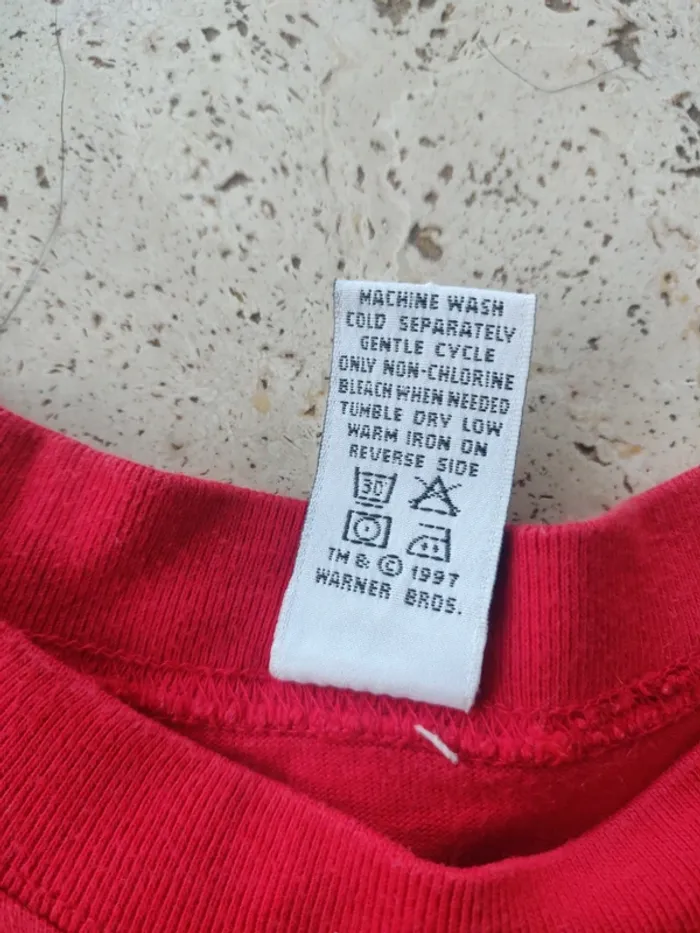 MACHINE WASH
COLD SEPARATELY
GENTLE CYCLE
ONLY NON-CHLORINE
BLEACH WHEN NEEDED
TUMBLE DRY LOW
WARM IRON ON
REVERSE SIDE
30°
TM & © 1997
WARNER BROS.